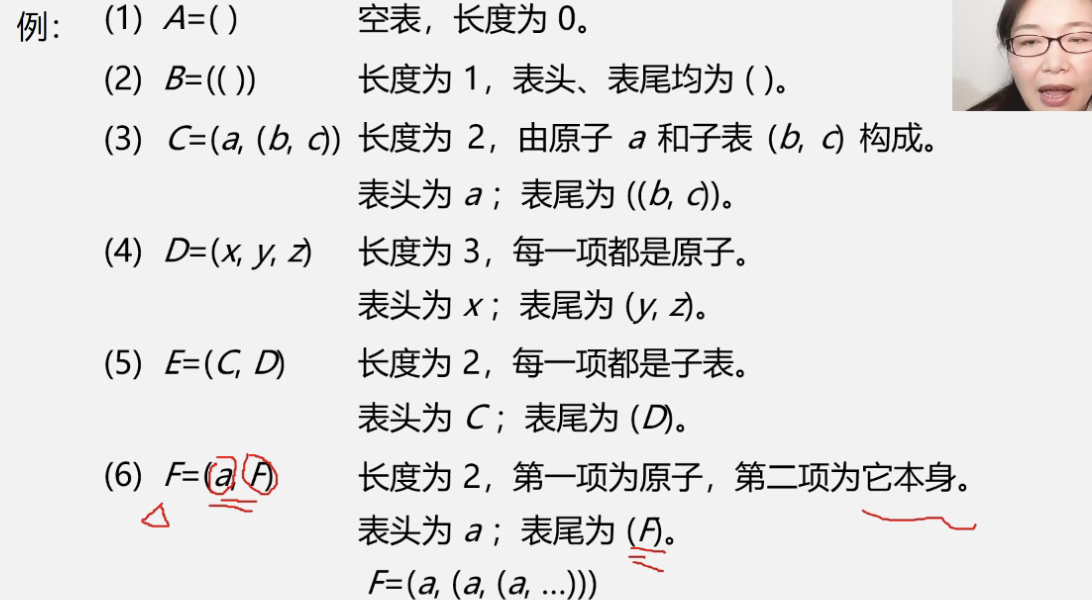 例: (1) A=( ) 空表，长度为 0。
(2) B=(( )) 长度为 1，表头、表尾均为 ( )。
(3) C=(a, (b, c)) 长度为 2，由原子 a 和子表 (b, c) 构成。
表头为 a ；表尾为 ((b, c))。
(4) D=(x, y, z) 长度为 3，每一项都是原子。
表头为 x ；表尾为 (y, z)。
(5) E=(C, D) 长度为 2，每一项都是子表。
表头为 C ；表尾为 (D)。
(6) F=(a, F) 长度为 2，第一项为原子，第二项为它本身。
表头为 a ；表尾为 (F)。
F=(a, (a, (a, ...)))